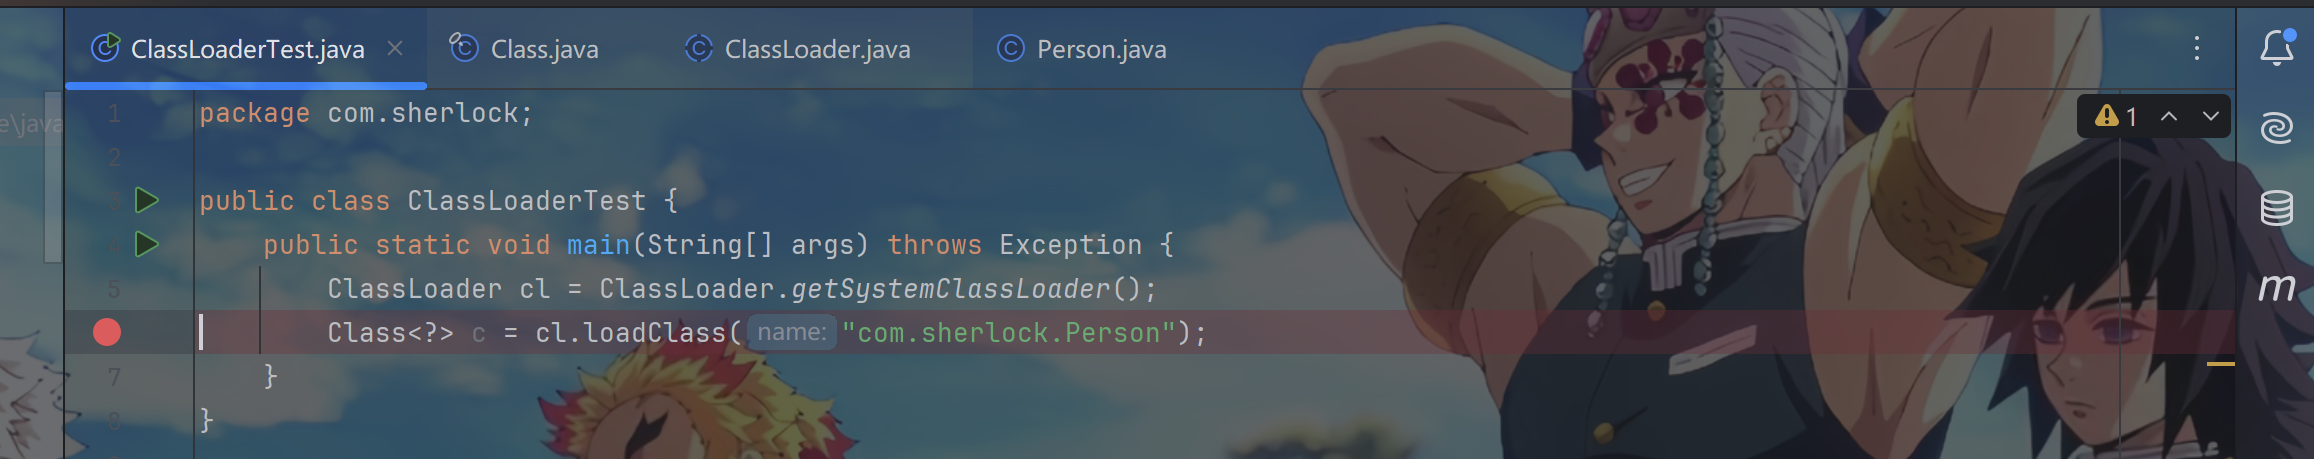 ClassLoaderTest.java Class.java ClassLoader.java Person.java
1 package com.sherlock; 1
e\java
2
3 public class ClassLoaderTest {
4 public static void main(String[] args) throws Exception {
5 ClassLoader cl = ClassLoader.getSystemClassLoader();
Class<?> c = cl.loadClass( name: "com.sherlock.Person");
7 }
8 }
m